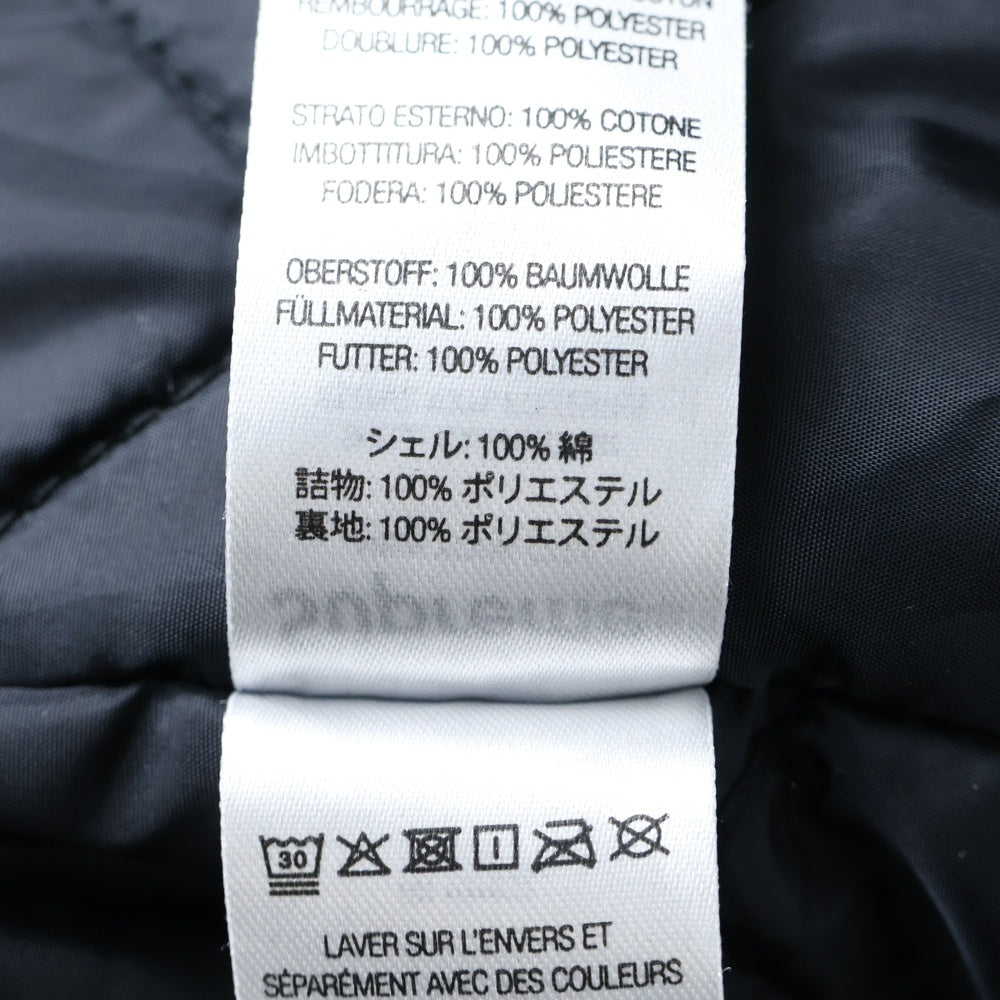 REMBOURRAGE: 100% POLYESTER
DOUBLURE: 100% POLYESTER
STRATO ESTERNO: 100% COTONE
IMBOTTITURA: 100% POLIESTERE
FODERA: 100% POLIESTERE
OBERSTOFF: 100% BAUMWOLLE
FÜLLMATERIAL: 100% POLYESTER
FUTTER: 100% POLYESTER
シェル: 100% 綿
詰物: 100% ポリエステル
裏地: 100% ポリエステル
30
LAVER SUR L'ENVERS ET
SÉPARÉMENT AVEC DES COULEURS